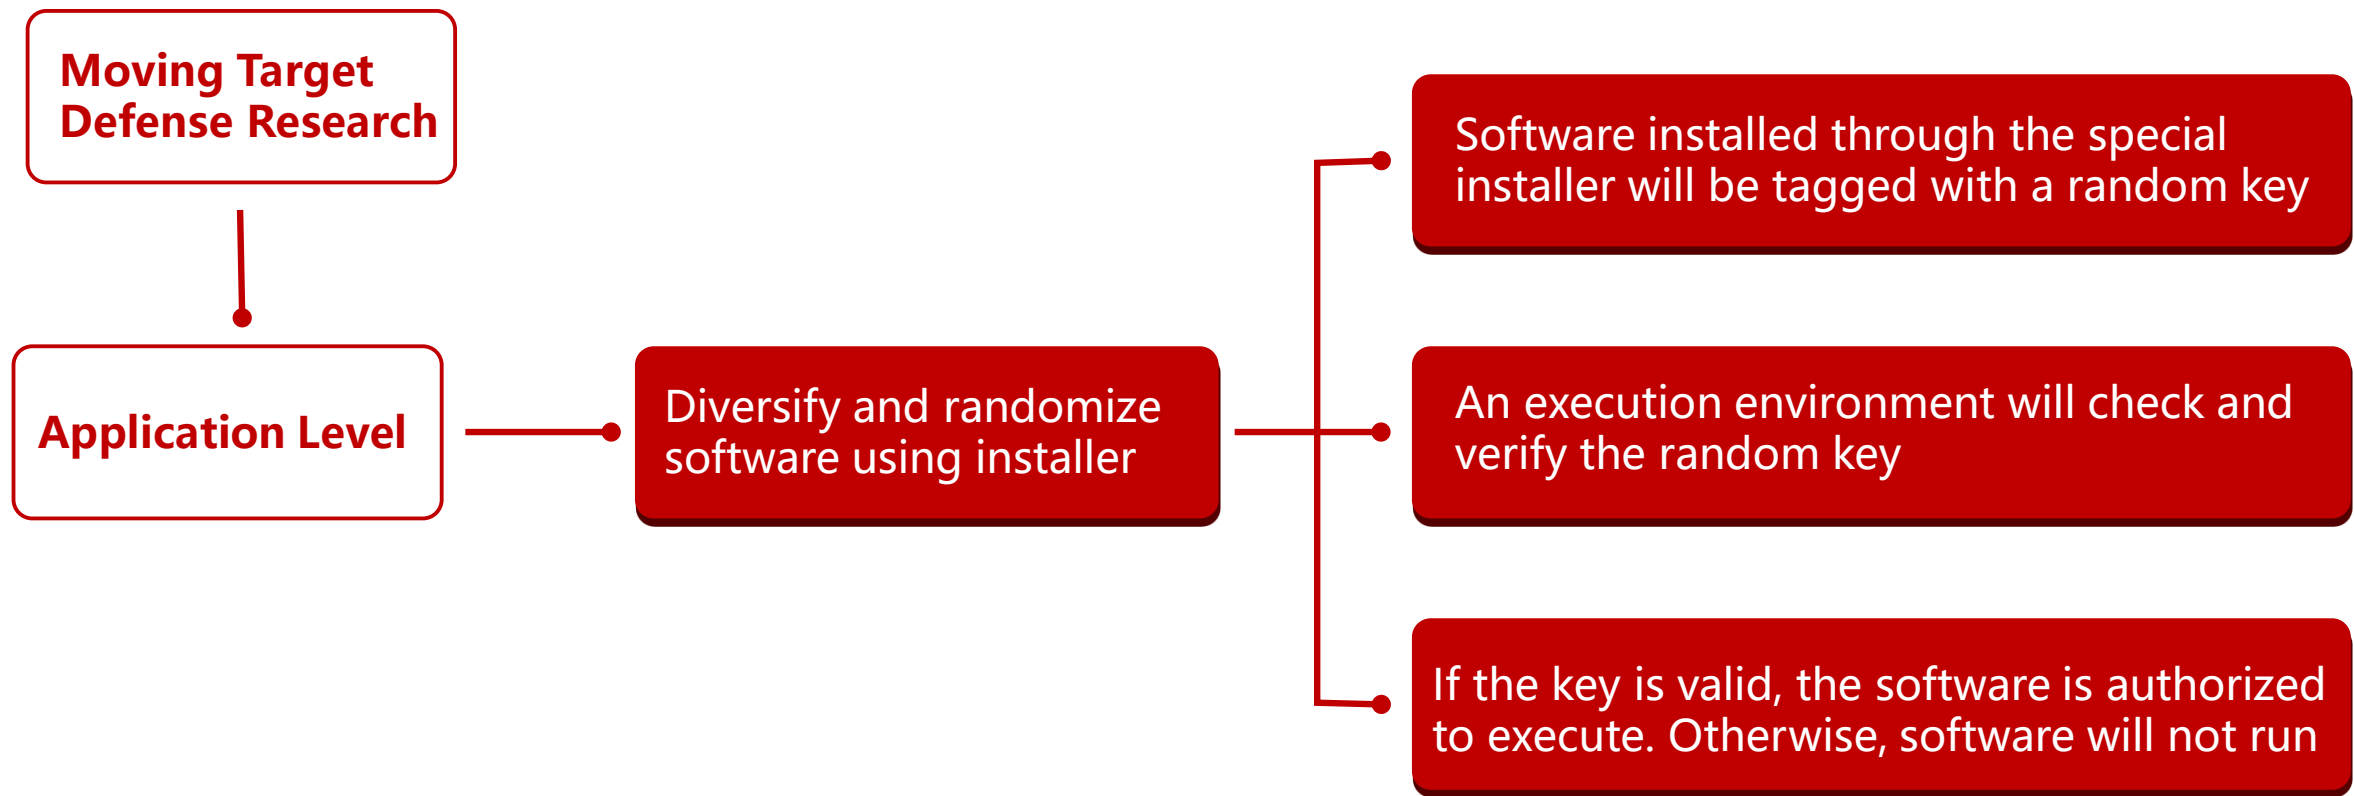 Moving Target
Defense Research
Application Level
Diversify and randomize
software using installer
Software installed through the special
installer will be tagged with a random key
An execution environment will check and
verify the random key
If the key is valid, the software is authorized
to execute. Otherwise, software will not run